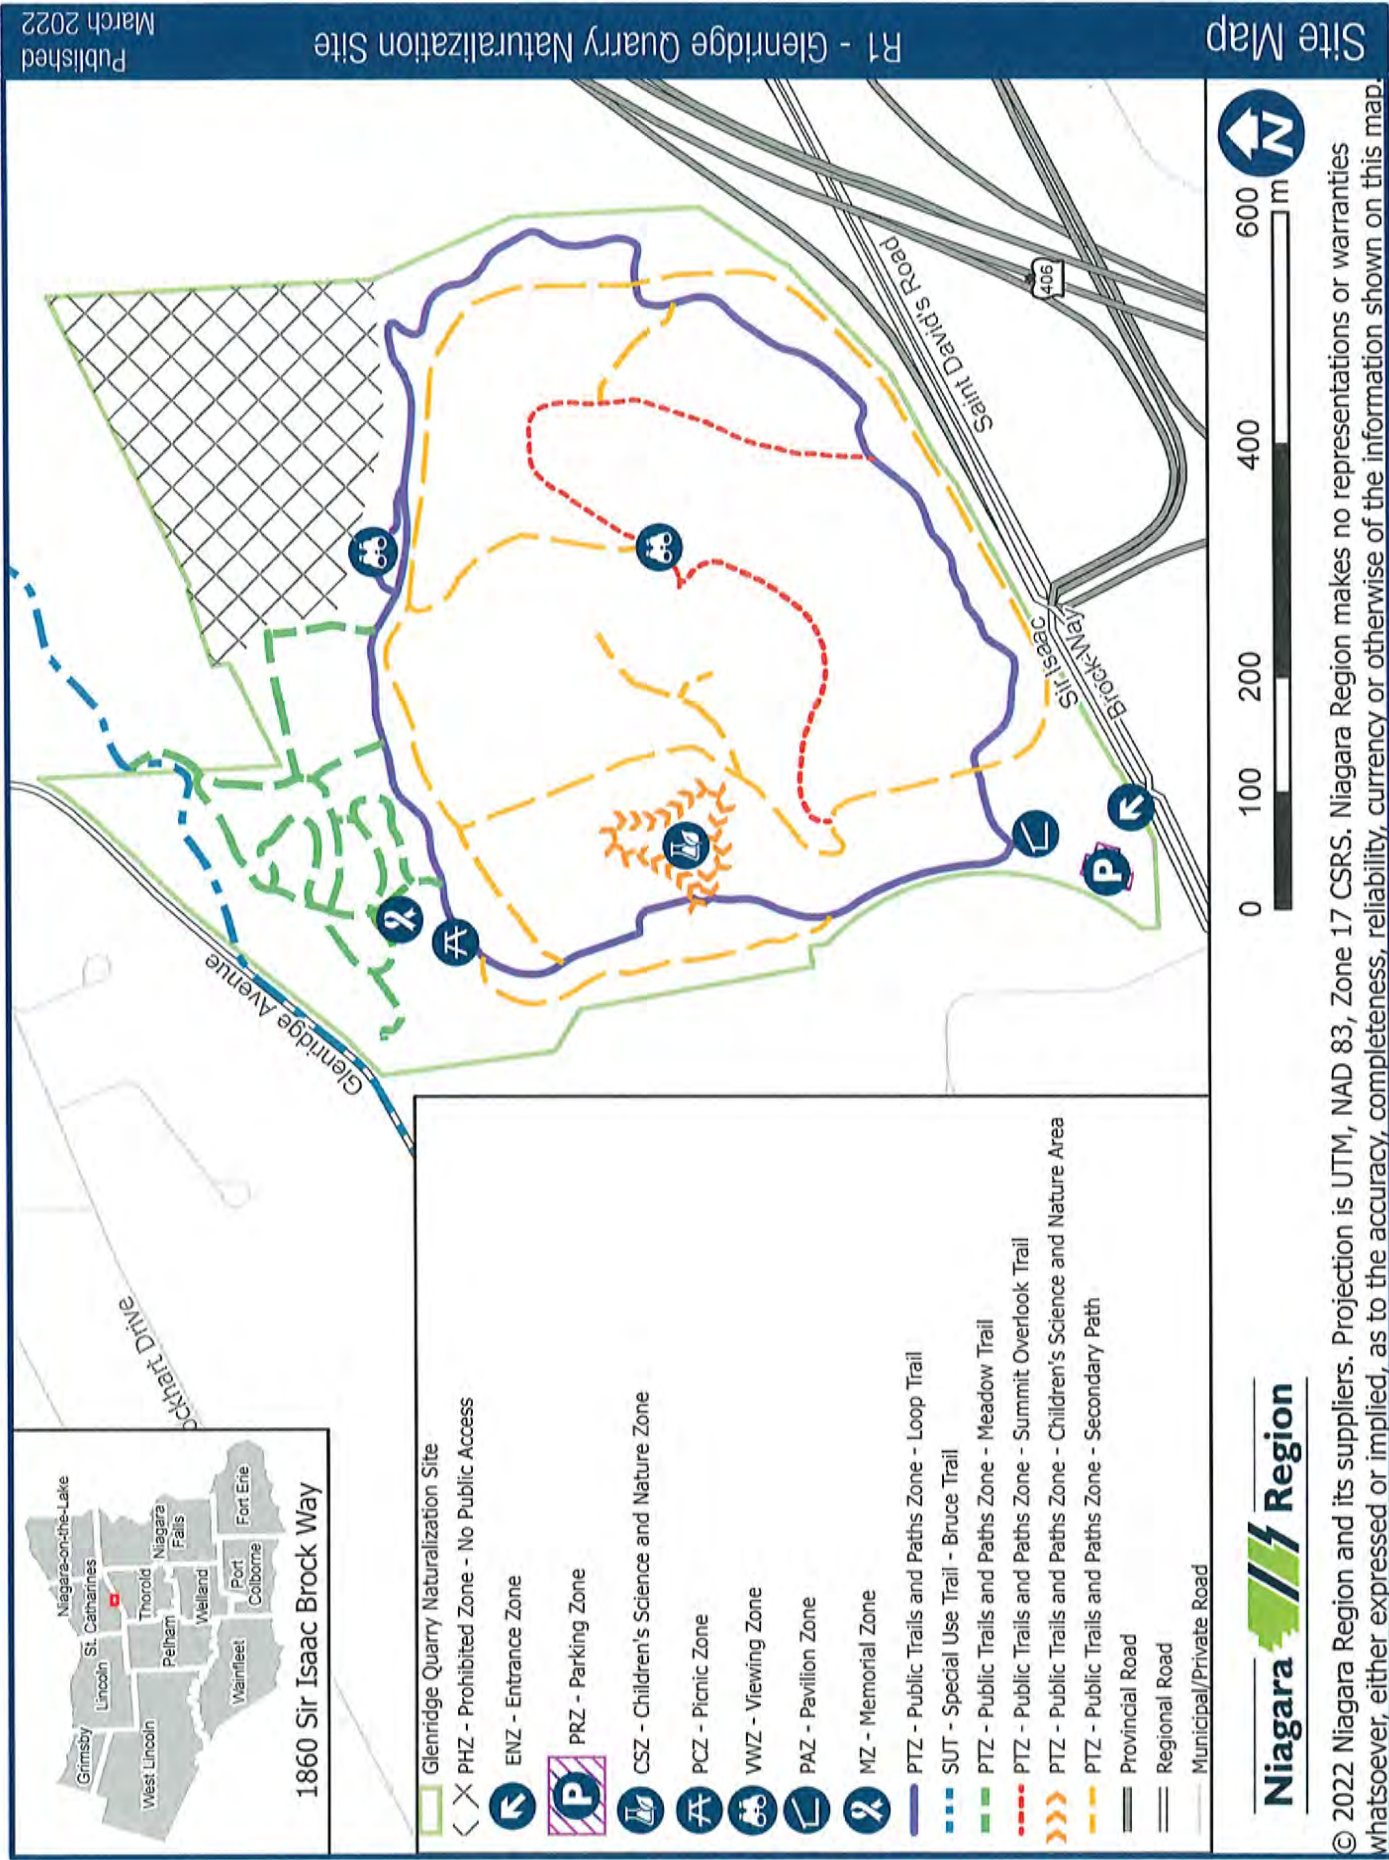 Site Map
R1 - Glenridge Quarry Naturalization Site
Published
March 2022
Grimsby
Lincoln
St. Catharines
Niagara-on-the-Lake
West Lincoln
Pelham
Thorold
Niagara
Falls
Welland
Wainfleet
Port
Colborne
Fort Erie
1860 Sir Isaac Brock Way
ockhart Drive
Glenridge Avenue
Saint David's Road
406
Sir Isaac
Brock Way
P
Glenridge Quarry Naturalization Site
PHZ - Prohibited Zone - No Public Access
ENZ - Entrance Zone
P
PRZ - Parking Zone
CSZ - Children's Science and Nature Zone
PCZ - Picnic Zone
VWZ - Viewing Zone
PAZ - Pavilion Zone
MZ - Memorial Zone
PTZ - Public Trails and Paths Zone - Loop Trail
SUT - Special Use Trail - Bruce Trail
PTZ - Public Trails and Paths Zone - Meadow Trail
PTZ - Public Trails and Paths Zone - Summit Overlook Trail
PTZ - Public Trails and Paths Zone - Children's Science and Nature Area
PTZ - Public Trails and Paths Zone - Secondary Path
Provincial Road
Regional Road
Municipal/Private Road
Niagara Region
0 100 200 400 600
m
N
© 2022 Niagara Region and its suppliers. Projection is UTM, NAD 83, Zone 17 CSRS. Niagara Region makes no representations or warranties
whatsoever, either expressed or implied, as to the accuracy, completeness, reliability, currency or otherwise of the information shown on this map.